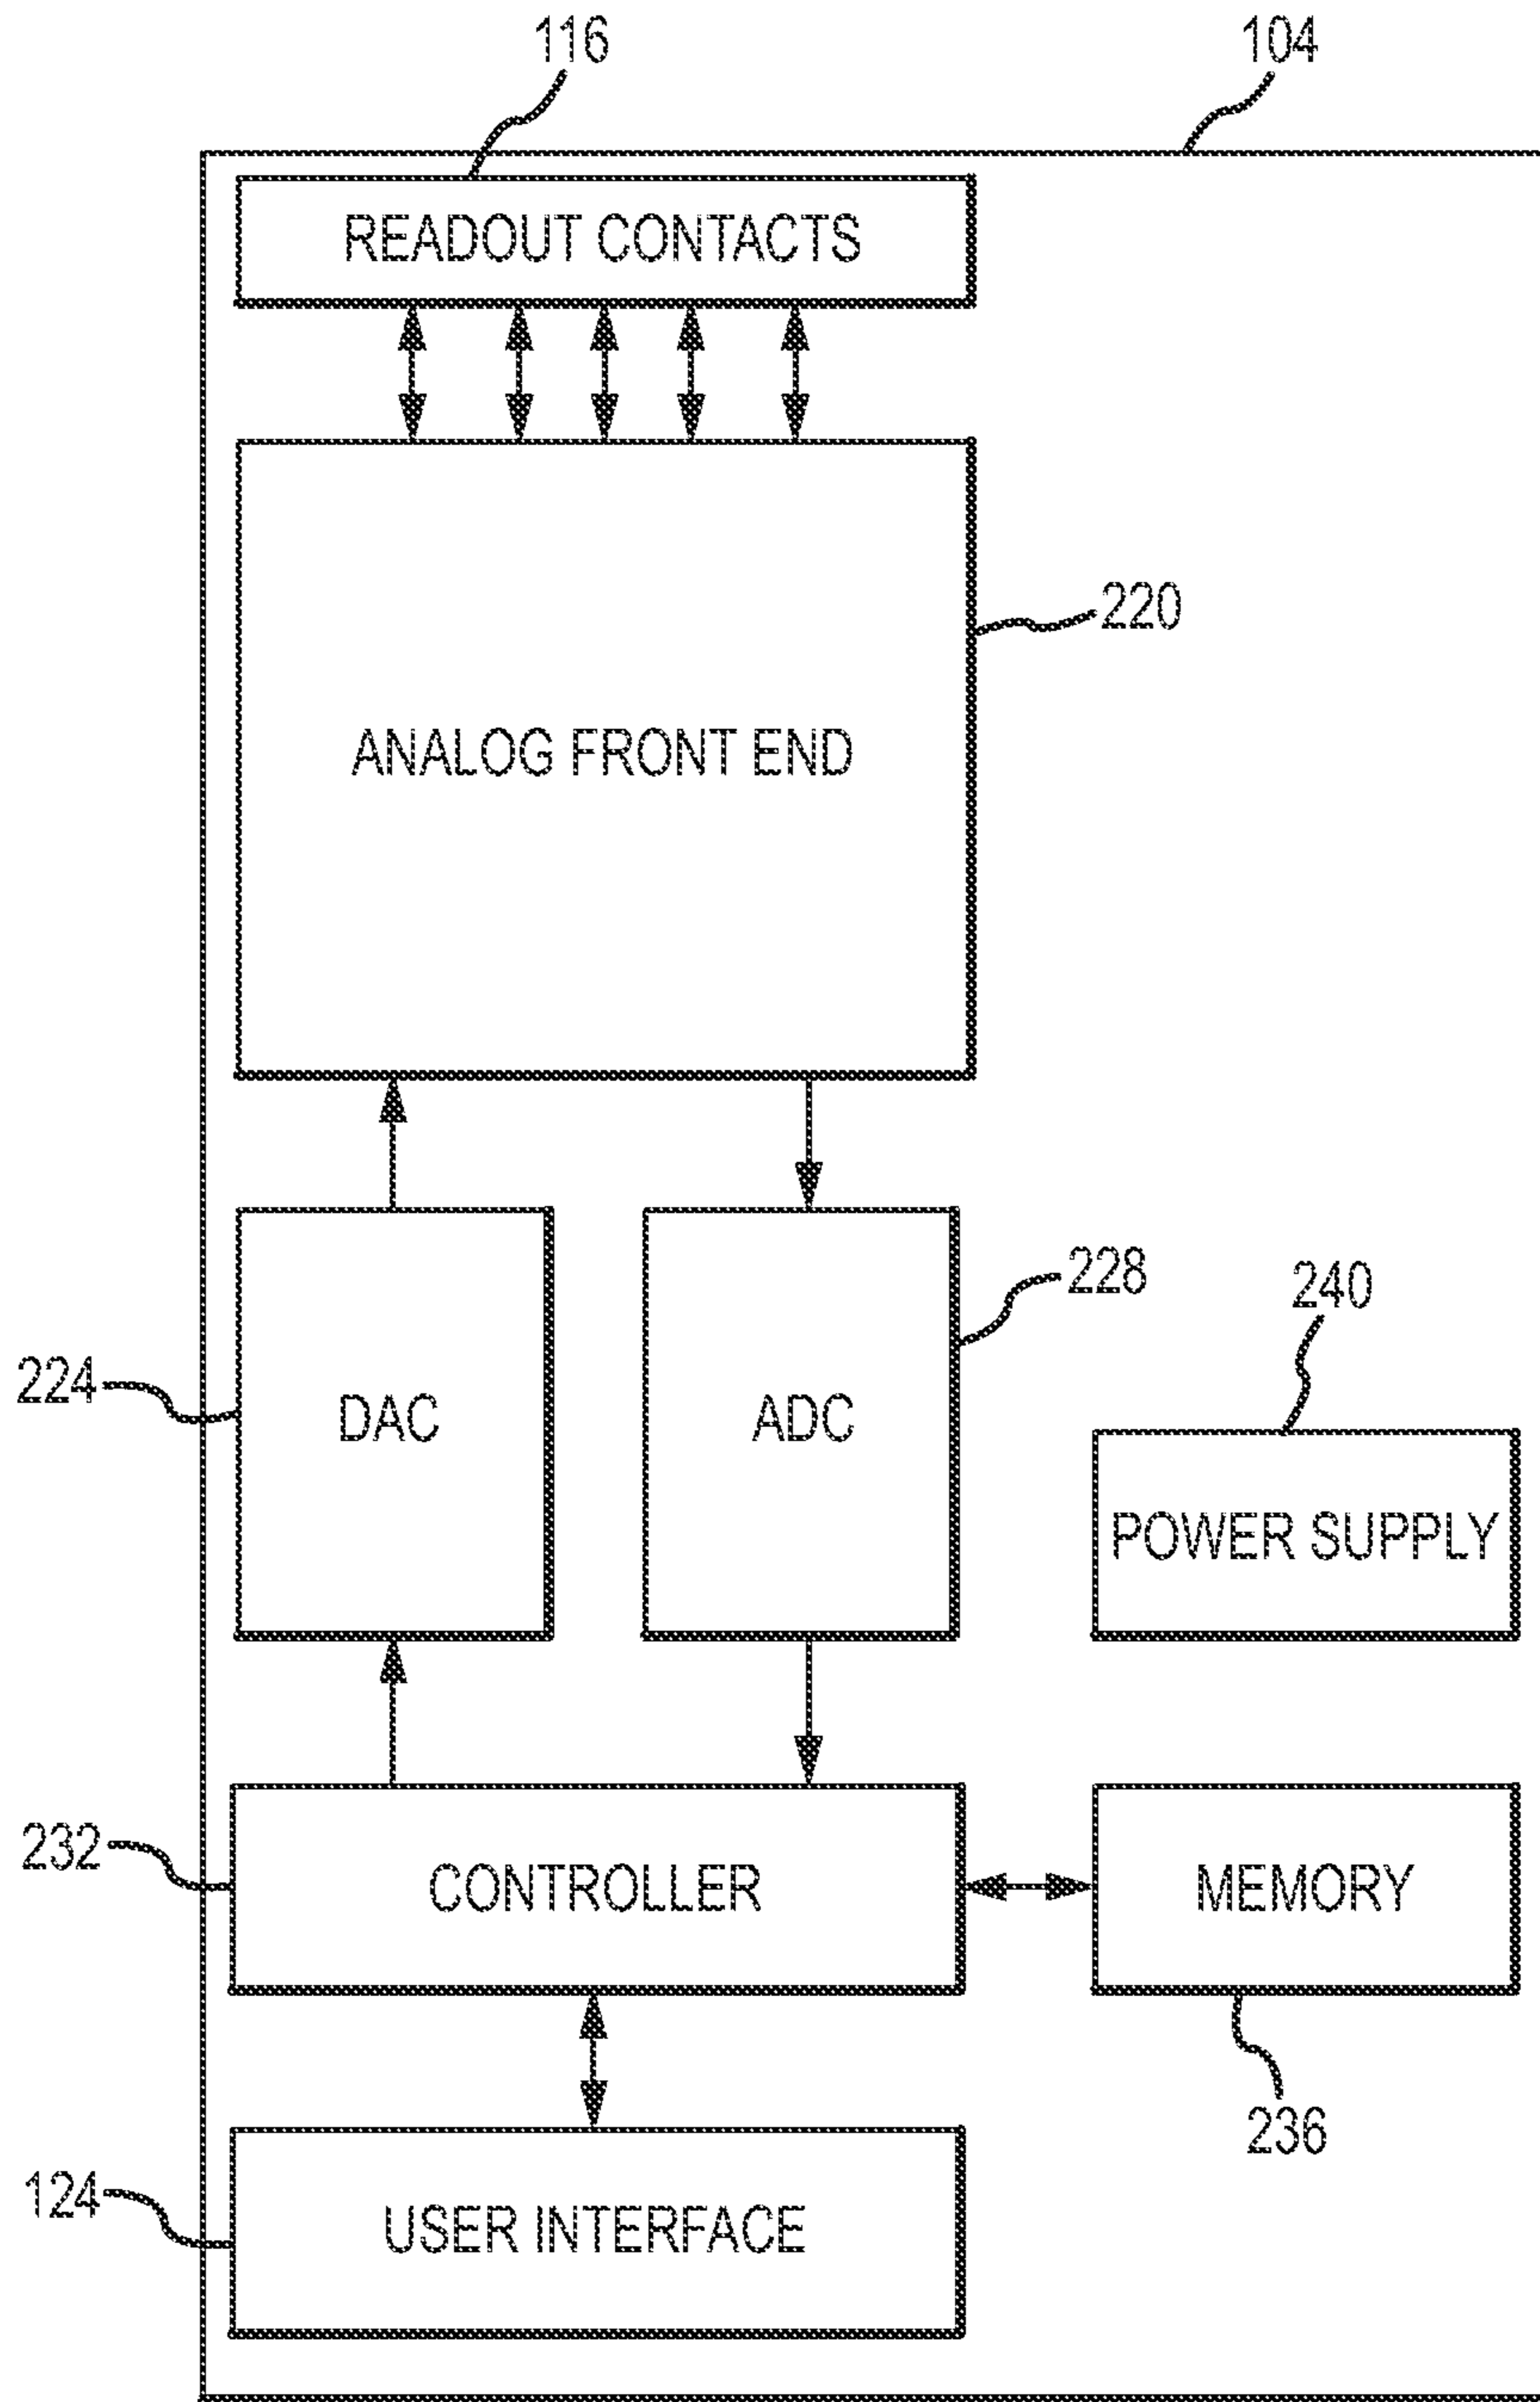 116
104
READOUT CONTACTS
220
ANALOG FRONT END
228
240
224
DAC
ADC
POWER SUPPLY
232
CONTROLLER
MEMORY
236
124
USER INTERFACE